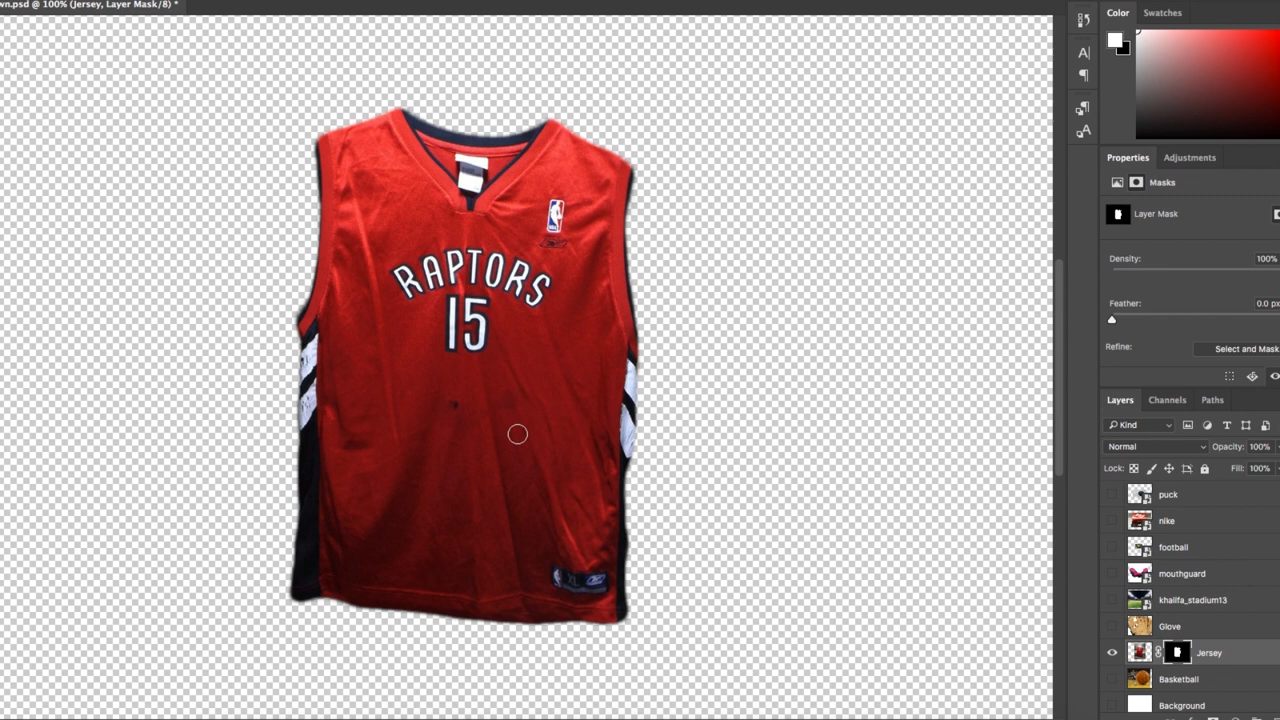 wn.psd @ 100% (Jersey, Layer Mask/8) *
Color Swatches
Properties Adjustments
Masks
Layer Mask
Density: 100%
Feather: 0.0 px
Refine: Select and Mask
Layers Channels Paths
Kind
Normal Opacity: 100%
Lock: Fill: 100%
puck
nike
football
mouthguard
khalifa_stadium13
Glove
Jersey
Basketball
Background
RAPTORS
15
XL